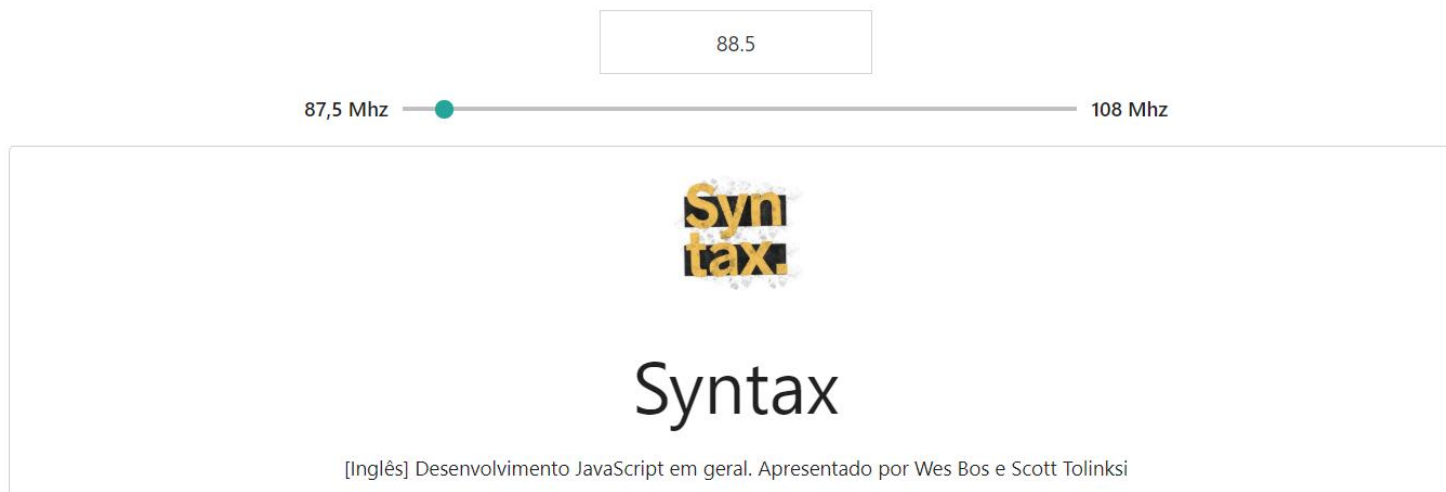 88.5
87,5 Mhz 108 Mhz
Syn
tax.
Syntax
[Inglês] Desenvolvimento JavaScript em geral. Apresentado por Wes Bos e Scott Tolinksi